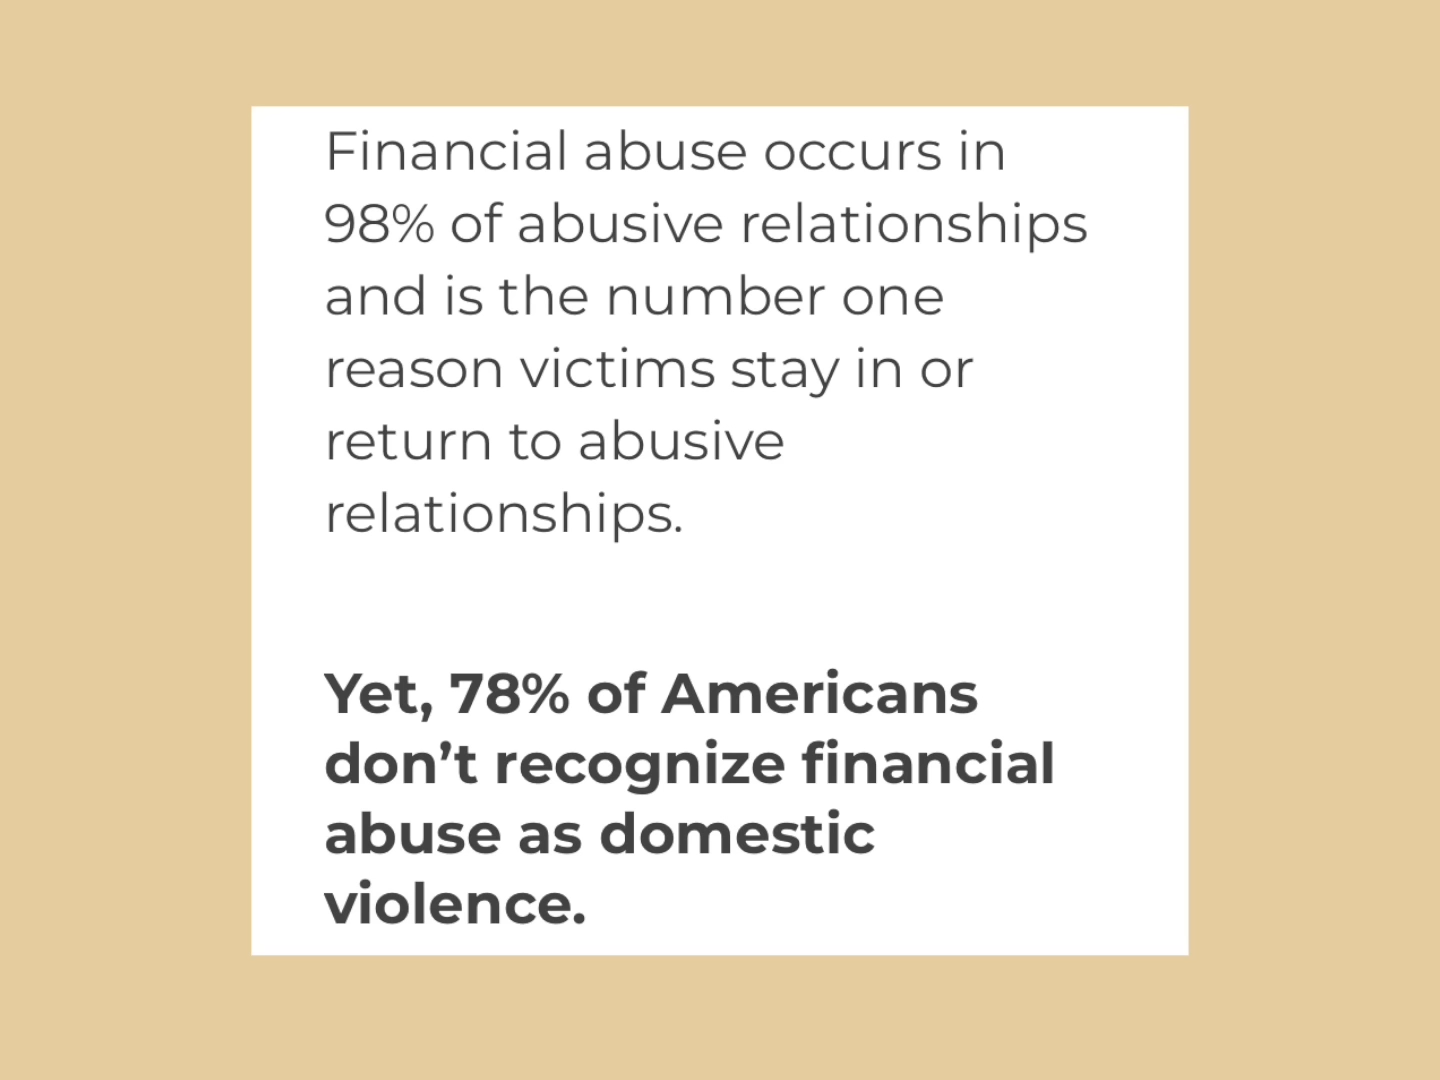 Financial abuse occurs in
98% of abusive relationships
and is the number one
reason victims stay in or
return to abusive
relationships.
Yet, 78% of Americans
don’t recognize financial
abuse as domestic
violence.